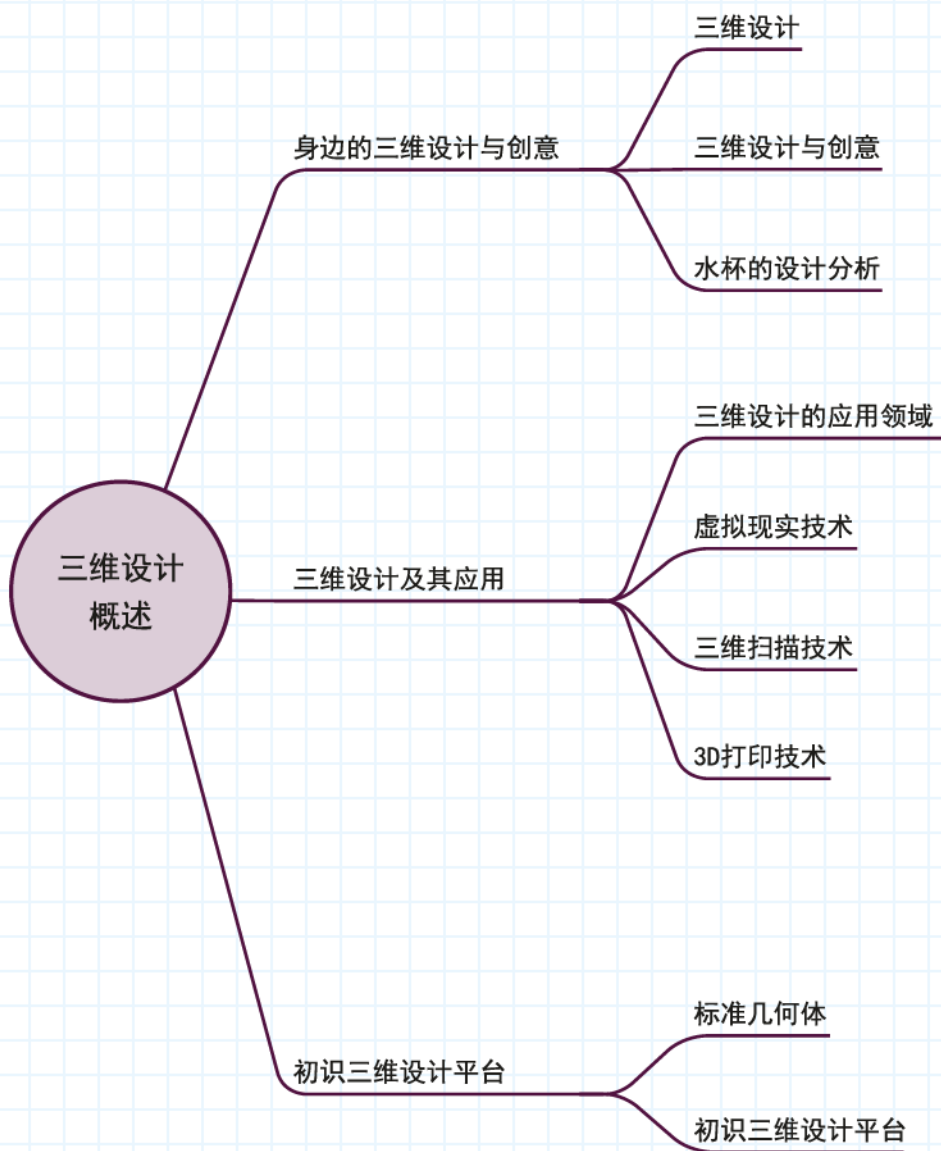 三维设计
概述
身边的三维设计与创意
三维设计
三维设计与创意
水杯的设计分析
三维设计及其应用
三维设计的应用领域
虚拟现实技术
三维扫描技术
3D打印技术
初识三维设计平台
标准几何体
初识三维设计平台